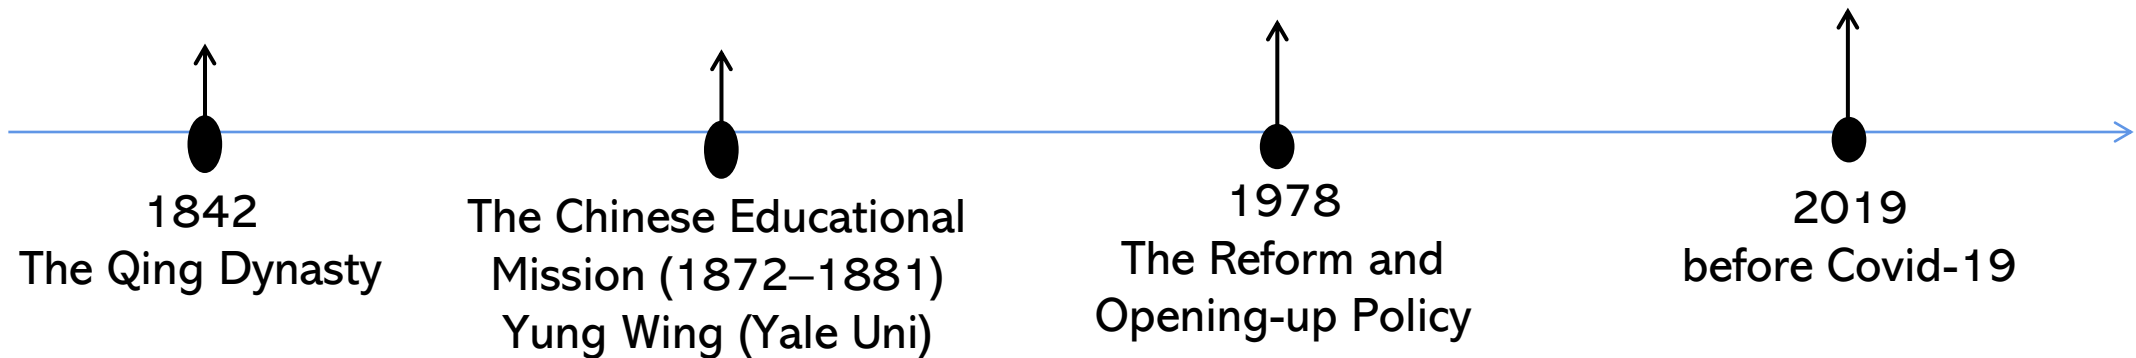 1842
The Qing Dynasty
The Chinese Educational
Mission (1872–1881)
Yung Wing (Yale Uni)
1978
The Reform and
Opening-up Policy
2019
before Covid-19